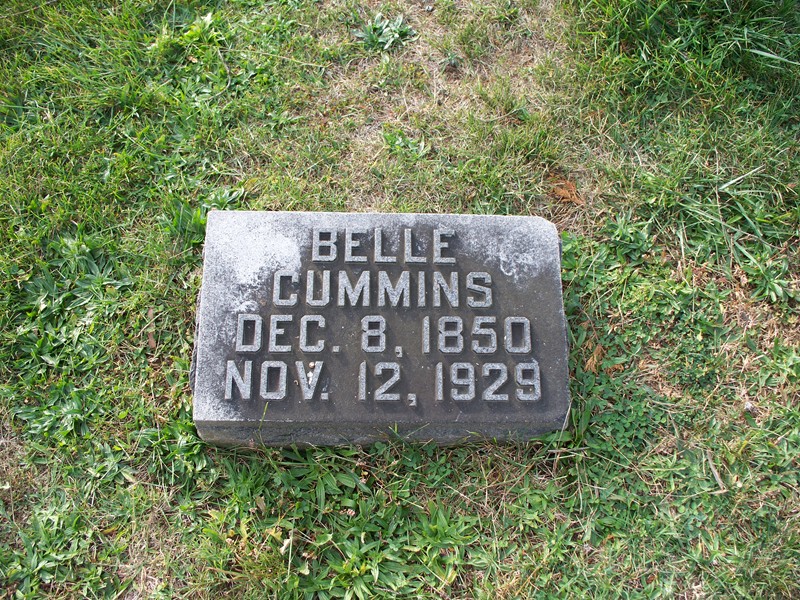 BELLE
CUMMINS
DEC. 8, 1850
NOV. 12, 1929